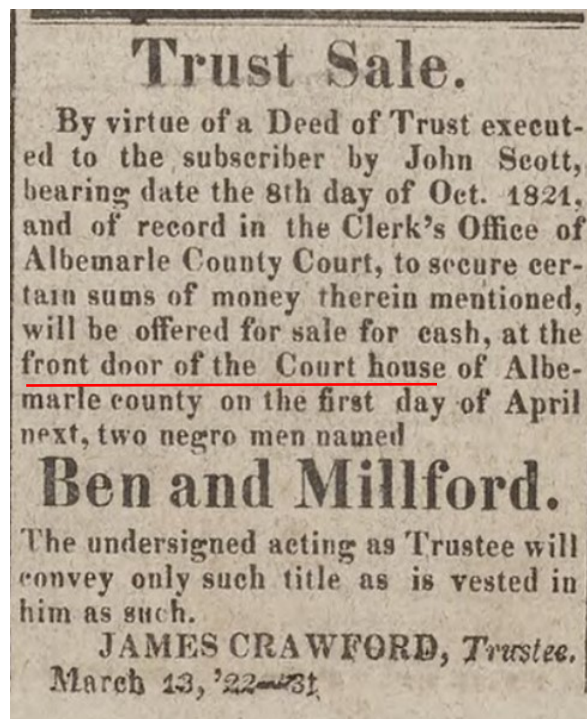 Trust Sale.
By virtue of a Deed of Trust execut-
ed to the subscriber by John Scott,
bearing date the 8th day of Oct. 1821,
and of record in the Clerk's Office of
Albemarle County Court, to secure cer-
tain sums of money therein mentioned,
will be offered for sale for cash, at the
front door of the Court house of Albe-
marle county on the first day of April
next, two negro men named
Ben and Millford.
The undersigned acting as Trustee will
convey only such title as is vested in
him as such.
JAMES CRAWFORD, Trustee.
March 13, '22—3t